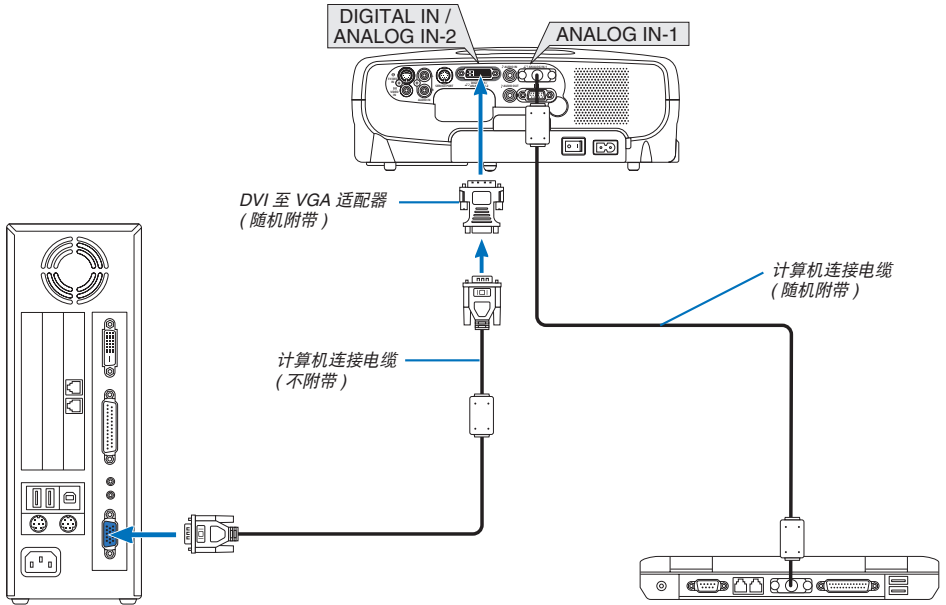 DIGITAL IN /
ANALOG IN-2
ANALOG IN-1
DVI 至 VGA 适配器
( 随机附带 )
计算机连接电缆
( 随机附带 )
计算机连接电缆
( 不附带 )